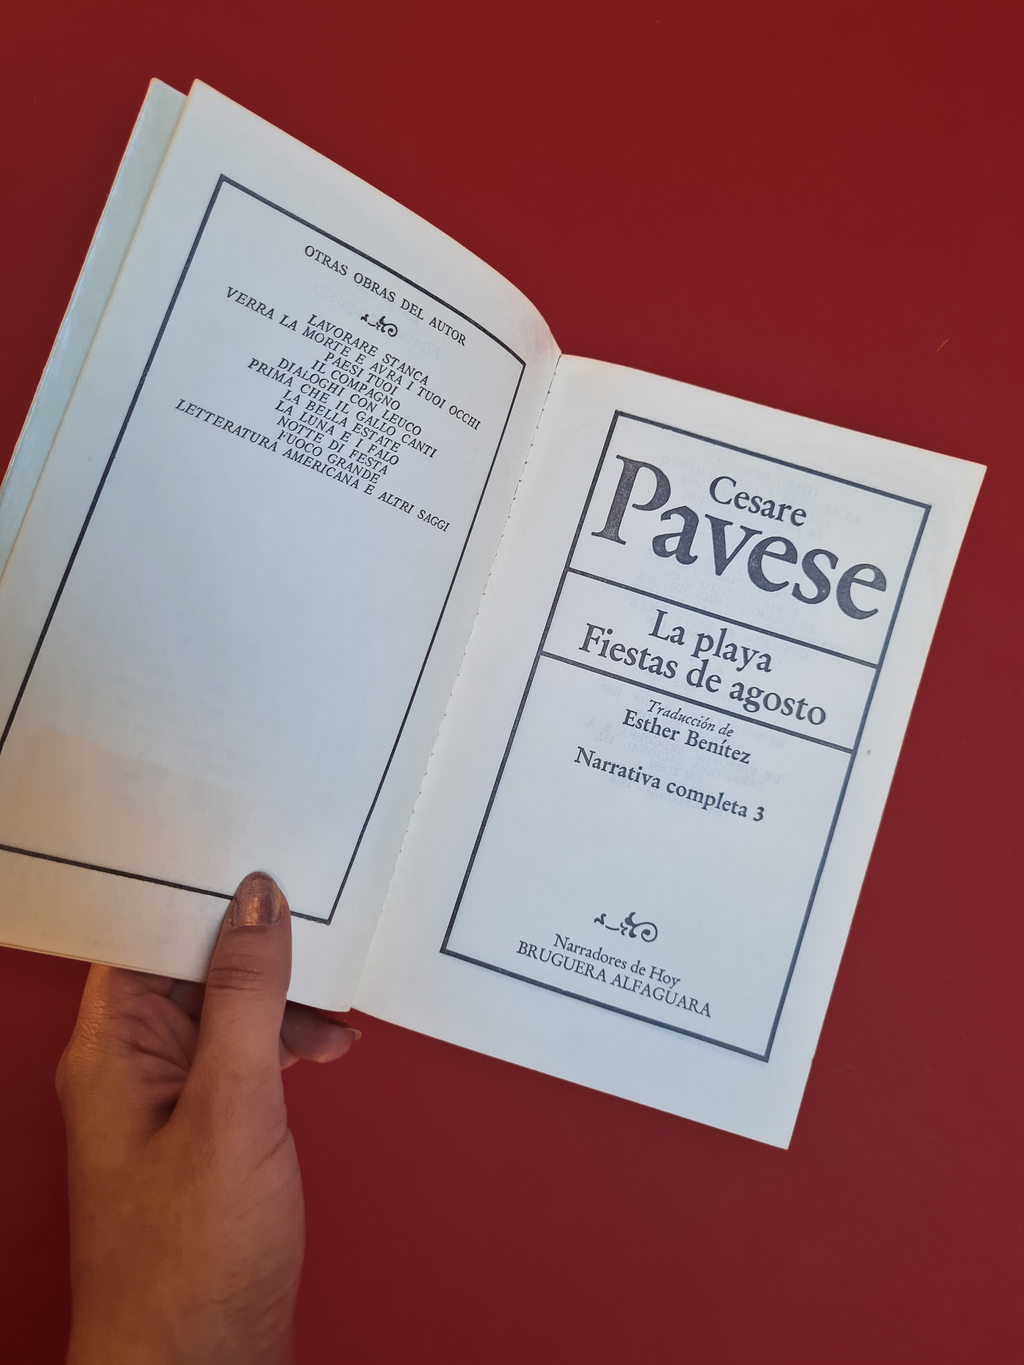 OTRAS OBRAS DEL AUTOR
LAVORARE STANCA
VERRA LA MORTE E AVRA I TUOI OCCHI
PAESI TUOI
IL COMPAGNO
DIALOGHI CON LEUCO
PRIMA CHE IL GALLO CANTI
LA BELLA ESTATE
LA LUNA E I FALO
NOTTE DI FESTA
FUOCO GRANDE
LETTERATURA AMERICANA E ALTRI SAGGI
Cesare
Pavese
La playa
Fiestas de agosto
Traducción de
Esther Benítez
Narrativa completa 3
Narradores de Hoy
BRUGUERA ALFAGUARA